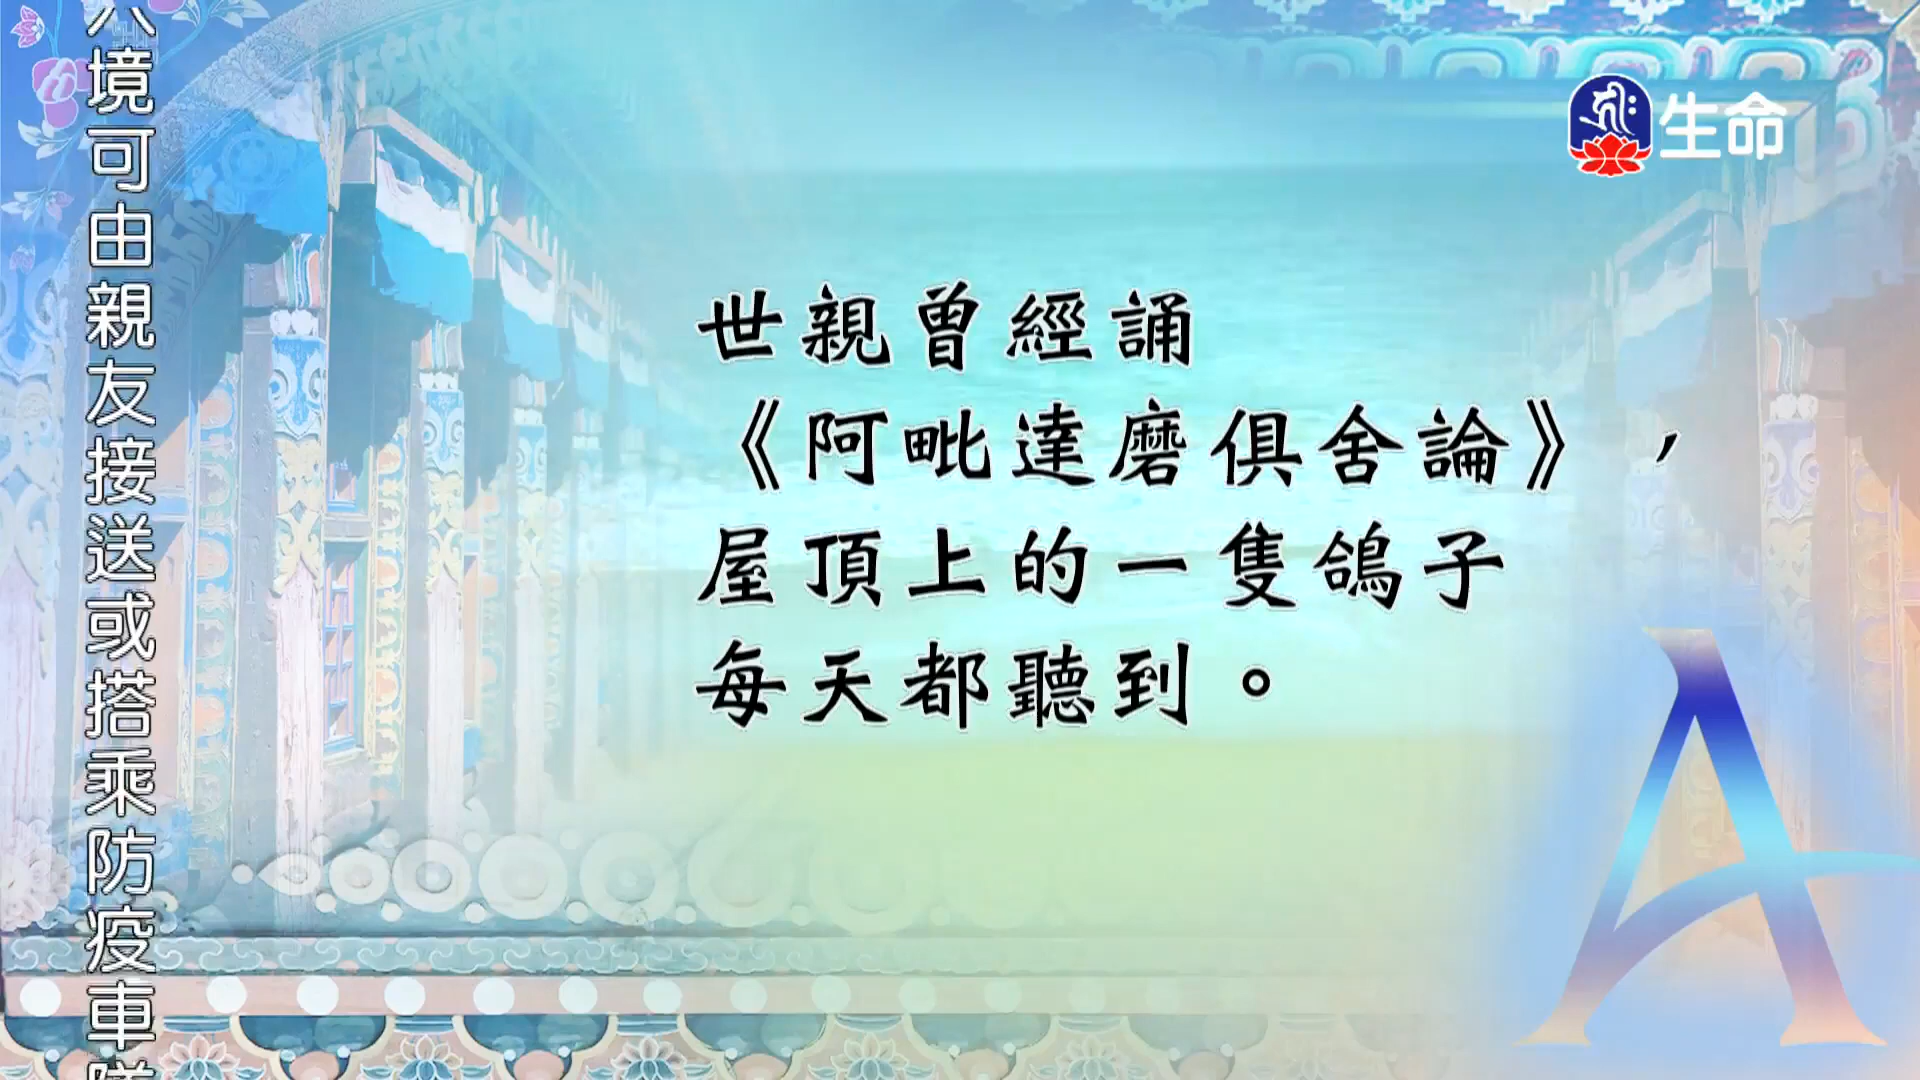 世親曾經誦
《阿毗達磨俱舍論》，
屋頂上的一隻鴿子
每天都聽到。
生命
入境可由親友接送或搭乘防疫車隊